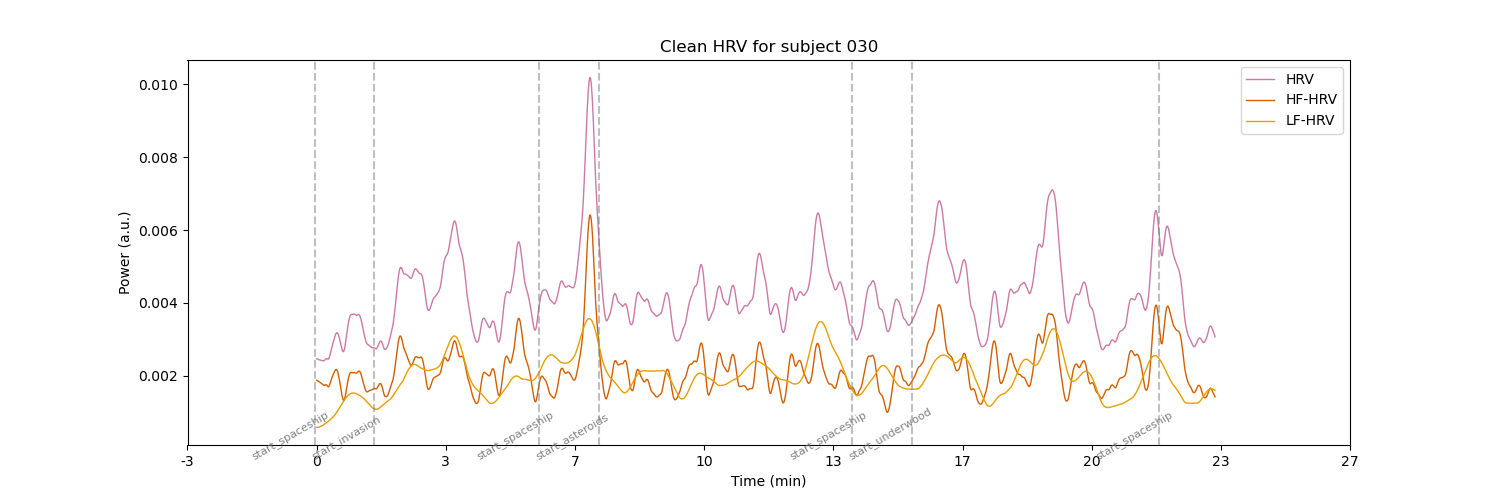 Clean HRV for subject 030
HRV
HF-HRV
LF-HRV
0.010
0.008
0.006
0.004
0.002
Power (a.u.)
start_spaceship
start_invasion
start_spaceship
start_asteroids
start_spaceship
start_underwood
start_spaceship
-3
0
3
7
10
13
17
20
23
27
Time (min)